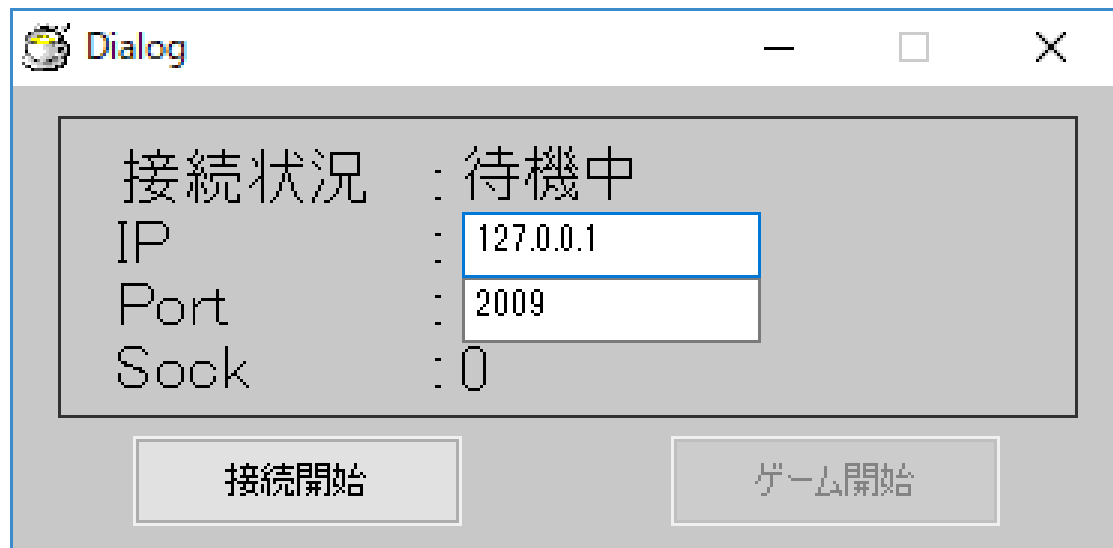 Dialog
接続状況 :待機中
IP : 127.0.0.1
Port : 2009
Sock :0
接続開始 ゲーム開始